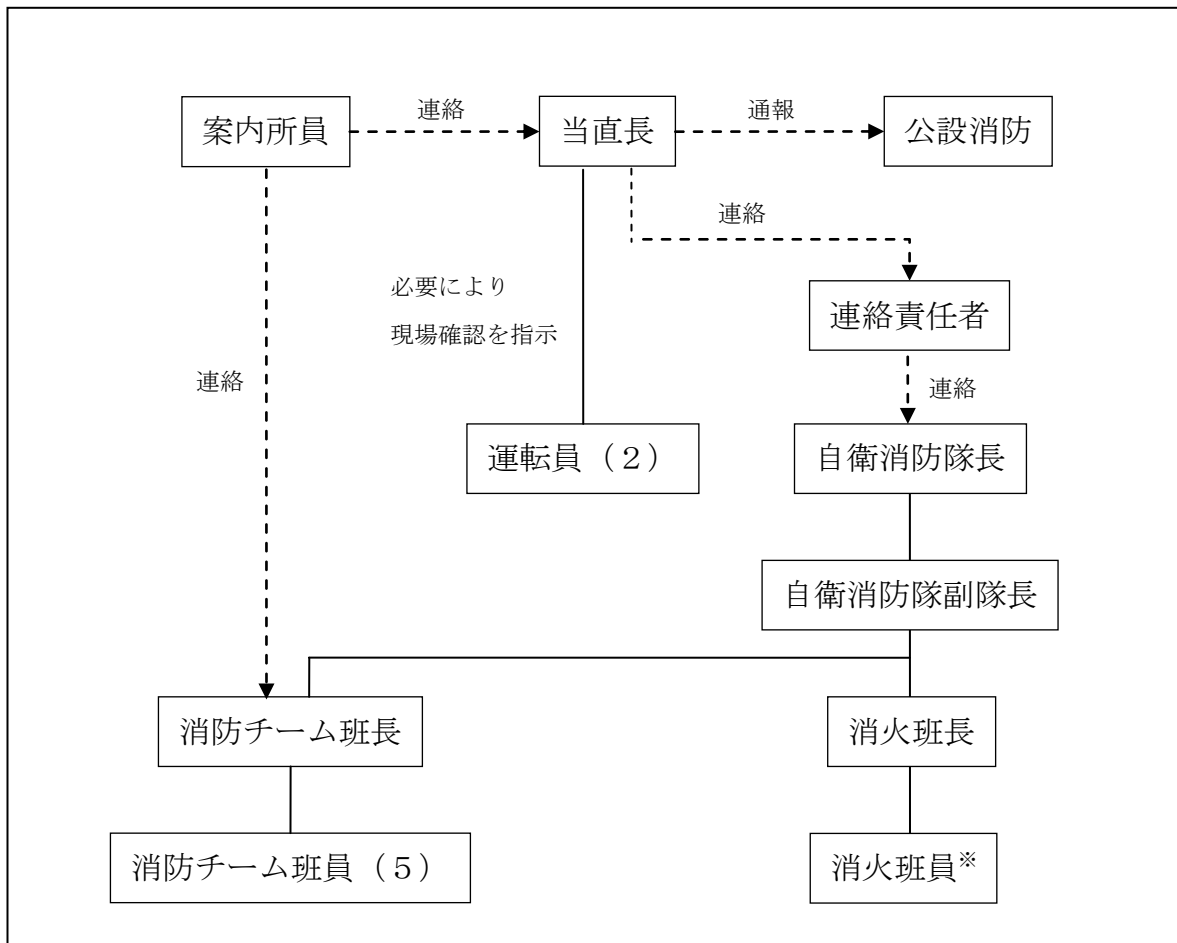 案内所員
連絡
当直長
通報
公設消防
連絡
必要により
現場確認を指示
連絡責任者
連絡
連絡
運転員（２）
自衛消防隊長
自衛消防隊副隊長
消防チーム班長
消火班長
消防チーム班員（５）
消火班員※